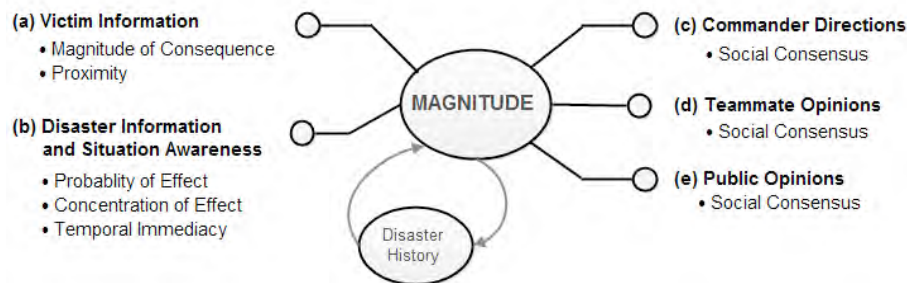 (a) Victim Information
• Magnitude of Consequence
• Proximity
(b) Disaster Information
and Situation Awareness
• Probablity of Effect
• Concentration of Effect
• Temporal Immediacy
MAGNITUDE
Disaster
History
(c) Commander Directions
• Social Consensus
(d) Teammate Opinions
• Social Consensus
(e) Public Opinions
• Social Consensus